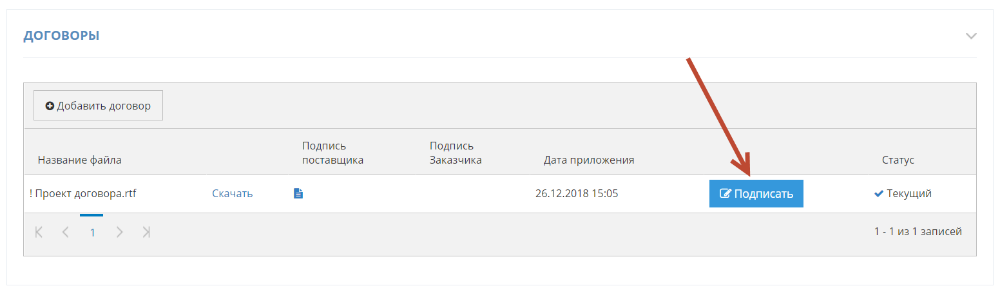 ДОГОВОРЫ
Добавить договор
Название файла
Подпись
поставщика
Подпись
Заказчика
Дата приложения
Статус
! Проект договора.rtf
Скачать
26.12.2018 15:05
Подписать
Текущий
1
1 - 1 из 1 записей